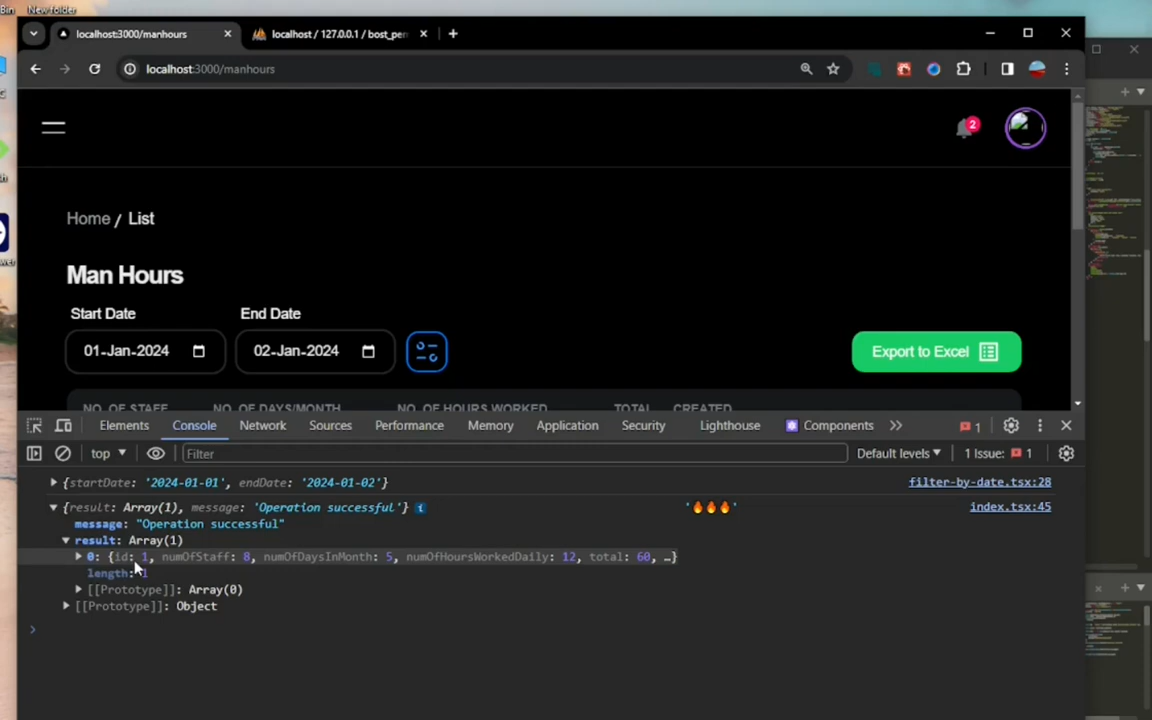 Bin New folder
localhost:3000/manhours
localhost / 127.0.0.1 / bost_per
localhost:3000/manhours
2
Home / List
Man Hours
Start Date End Date
01-Jan-2024 02-Jan-2024 Export to Excel
NO. OF STAFF NO. OF DAYS/MONTH NO. OF HOURS WORKED TOTAL CREATED
Elements Console Network Performance Sources Memory Application Security Lighthouse Components » 1
top Filter Default levels 1 Issue: 1
{startDate: '2024-01-01', endDate: '2024-01-02'} filter-by-date.tsx:28
{result: Array(1), message: 'Operation successful'} i '🔥🔥🔥' index.tsx:45
message: "Operation successful"
result: Array(1)
0: {id: 1, numOfStaff: 8, numOfDaysInMonth: 5, numOfHoursWorkedDaily: 12, total: 60, …}
length: 1
[[Prototype]]: Array(0)
[[Prototype]]: Object